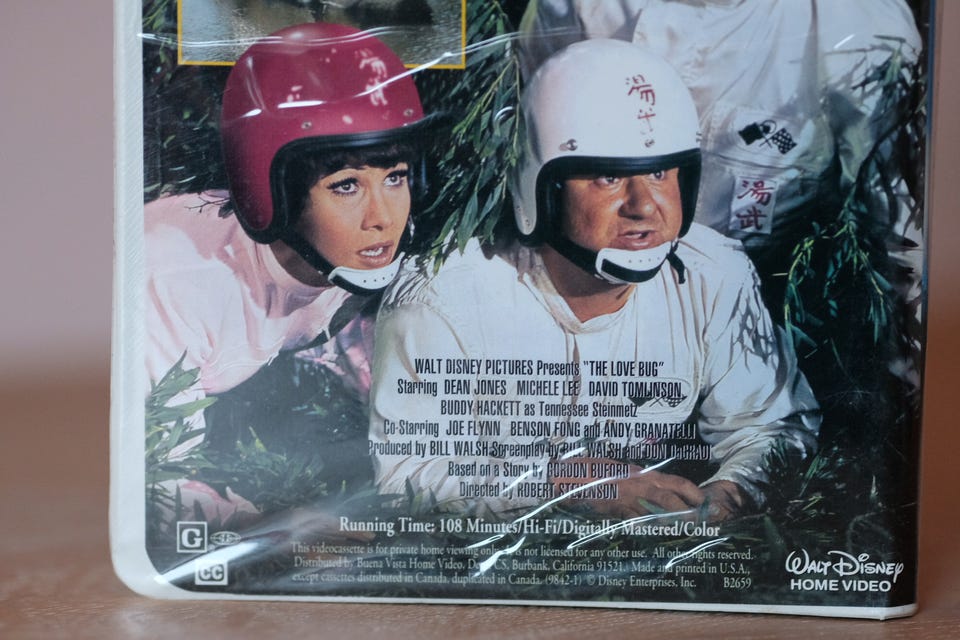 湯武
WALT DISNEY PICTURES Presents "THE LOVE BUG"
Starring DEAN JONES MICHELE LEE DAVID TOMLINSON
BUDDY HACKETT as Tennessee Steinmetz
Co-Starring JOE FLYNN BENSON FONG and ANDY GRANATELLI
Produced by BILL WALSH Screenplay by BILL WALSH and DON DaGRADI
Based on a Story by GORDON BUFORD
Directed by ROBERT STEVENSON
Running Time: 108 Minutes/Hi-Fi/Digitally Mastered/Color
G
CC
This videocassette is for private home viewing only. It is not licensed for any other use. All other rights reserved.
Distributed by Buena Vista Home Video, Dept. CS, Burbank, California 91521. Made and printed in U.S.A.,
except cassettes distributed in Canada, duplicated in Canada. (9842-1) © Disney Enterprises, Inc. B2659
WALT DISNEY
HOME VIDEO